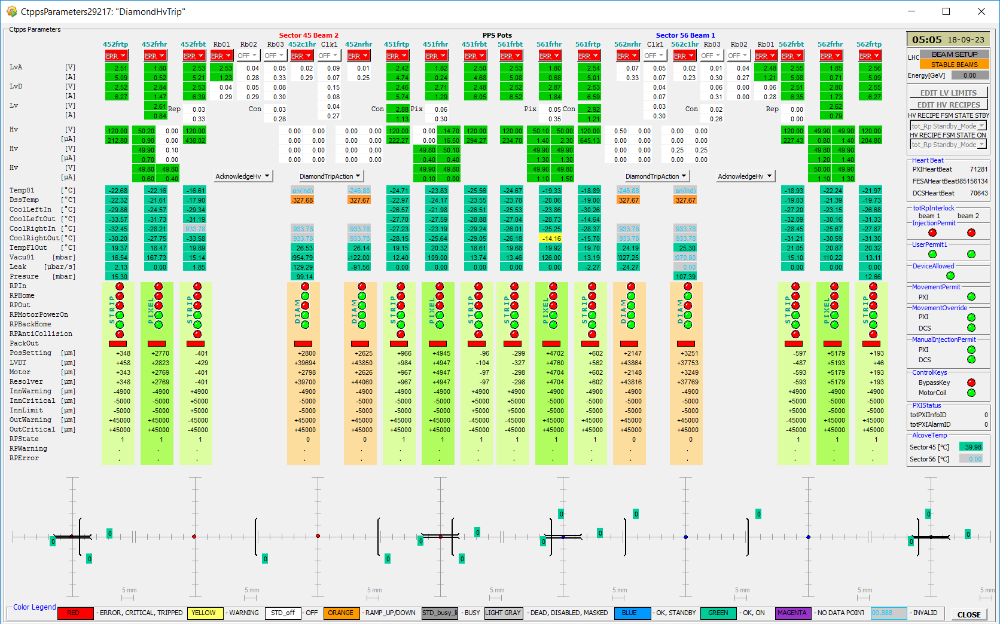 CtppsParameters29217: "DiamondHvTrip"
Ctpps Parameters
Sector 45 Beam 2 PPS Pots Sector 56 Beam 1
452frtp 452frhr 452frbt Rb01 Rb02 Rb03 452c1hr Clk1 452nrhr 451frtp 451frhr 451frbt 561frbt 561frhr 561frtp 562nrhr Clk1 562c1hr Rb03 Rb02 Rb01 562frbt 562frhr 562frtp
ERR ERR ERR ERR OFF OFF ERR OFF ERR ERR ERR ERR ERR ERR ERR ERR OFF ERR OFF OFF ERR ERR ERR ERR
LvA [V] 2.51 1.80 2.53 2.53 0.04 0.05 0.02 0.09 0.01 2.42 1.82 2.50 2.53 1.80 2.54 0.07 0.05 0.02 0.01 0.04 2.48 2.55 1.85 2.56
[A] 5.09 0.52 5.21 1.23 0.28 0.33 0.29 0.07 0.25 4.74 0.24 4.68 5.08 0.68 5.01 0.33 0.07 0.23 0.30 0.27 1.21 5.08 0.71 5.09
LvD [V] 2.52 2.84 2.53 0.04 0.05 0.08 0.15 2.46 2.71 2.48 2.52 2.87 2.53 0.04 0.06 0.00 0.06 2.51 2.80 2.55
[A] 6.27 1.47 6.39 0.29 0.29 0.30 0.08 5.74 1.29 6.05 6.52 1.84 6.59 0.07 0.31 0.00 0.28 6.35 1.73 6.27
Lv [V] 2.61 Rep 0.03 Con 0.03 0.04 Con 2.88 Pix 0.06 Pix 0.05 Con 2.92 0.03 Con 0.02 Rep 0.00 2.62
[A] 0.84 0.33 0.28 0.27 1.13 0.30 0.35 1.21 0.30 0.26 0.00 0.79
Hv [V] 120.00 50.20 0.00 120.00 0.00 0.00 0.00 0.00 120.00 0.00 14.70 120.00 120.00 50.10 50.00 120.00 0.50 0.00 0.00 0.00 120.00 49.90 49.90 120.00
[µA] 212.80 0.90 0.00 438.02 0.00 0.00 0.00 0.00 222.27 0.00 16.50 294.27 234.70 1.40 2.30 645.13 0.00 0.00 0.00 0.00 227.43 0.80 1.40 204.80
Hv [V] 49.90 0.10 0.00 0.00 0.00 0.00 49.80 50.10 49.90 49.90 0.00 0.00 0.25 0.25 49.80 49.90
[µA] 0.70 0.00 0.00 0.00 0.00 0.00 0.40 0.40 1.30 1.30 0.00 0.00 0.00 0.00 1.20 1.40
Hv [V] 49.80 49.80 49.80 49.90 49.90 49.90 50.00 49.90
[µA] 0.60 0.40 AcknowledgeHv DiamondTripAction 0.10 0.00 1.10 1.50 DiamondTripAction AcknowledgeHv 1.10 1.30
Temp01 [°C] -22.68 -22.16 -16.61 an(ind) -246.88 -24.71 -23.83 -25.56 -24.67 -19.33 -18.89 -246.88 an(ind) -18.93 -22.24 -21.97
DssTemp [°C] -22.32 -21.61 -17.90 -327.68 327.67 -22.97 -24.17 -23.55 -23.78 -20.06 -19.99 327.67 327.67 -19.03 -21.39 -19.73
CoolLeftIn [°C] -29.86 -24.57 -29.34 -26.57 -21.98 -26.51 -25.53 -23.86 -30.26 -27.20 -23.15 -26.68
CoolLeftOut [°C] -33.57 -31.73 -31.19 -27.70 -27.59 -28.88 -27.04 -28.73 -14.64 -32.09 -30.16 -31.33
CoolRightIn [°C] -32.45 -28.21 933.78 933.78 933.78 -27.23 -23.19 -29.24 -26.01 -25.25 -28.37 933.78 933.78 -28.45 -25.67 -27.87
CoolRightOut [°C] -30.20 -27.75 -33.58 933.78 933.78 -28.15 -25.64 -29.05 -26.18 -14.16 -15.70 933.78 933.78 -31.21 -30.59 -31.30
TempFlOut [°C] 19.37 18.47 19.89 26.53 26.14 19.15 20.32 18.61 19.68 19.92 19.70 24.19 25.30 21.05 20.87 20.32
Vacu01 [mbar] 16.54 167.73 15.14 4954.79 4122.00 12.40 109.00 13.74 13.46 126.00 13.19 7027.25 2070.80 15.10 110.22 13.11
Leak [µbar/s] 2.13 0.00 1.85 -129.29 -91.56 0.00 0.00 0.00 0.00 0.00 -2.27 -24.27 0.00 0.00 0.00 0.00
Presure [mbar] 15.30 99.14 107.39 12.66
RPIn
RPHome
RPOut
RPMotorPowerOn
RPBackHome
RPAntiCollision
STRIP PIXEL STRIP DIAM DIAM STRIP PIXEL STRIP STRIP PIXEL STRIP DIAM DIAM STRIP PIXEL STRIP
PackOut
PosSetting [µm] +348 +2770 -401 +2800 +2625 +966 +4945 -96 -299 +4702 +602 +2147 +3251 -597 +5179 +193
LVDT [µm] +458 +2823 -429 +39694 +43850 +984 +4947 -104 -327 +4760 +562 +43864 +37753 -487 +5193 +46
Motor [µm] +343 +2769 -401 +2798 +2626 +967 +4947 -97 -298 +4704 +602 +2148 +3249 -593 +5179 +193
Resolver [µm] +348 +2769 -401 +39700 +44060 +967 +4947 -97 -298 +4704 +602 +43816 +37769 -593 +5179 +193
InnWarning [µm] -4900 -4900 +4900 -4900 -4900 -4900 -4900 +4900 +4900 -4900 -4900 -4900 -4900 +4900 -4900 -4900
InnCritical [µm] -5000 -5000 +5000 -5000 -5000 -5000 -5000 +5000 +5000 -5000 -5000 -5000 -5000 +5000 -5000 -5000
InnLimit [µm] -5000 -5000 +5000 -5000 -5000 -5000 -5000 +5000 +5000 -5000 -5000 -5000 -5000 +5000 -5000 -5000
OutWarning [µm] +45000 +45000 -45000 +45000 +45000 +45000 +45000 -45000 -45000 +45000 +45000 +45000 +45000 -45000 +45000 +45000
OutCritical [µm] +45000 +45000 -45000 +45000 +45000 +45000 +45000 -45000 -45000 +45000 +45000 +45000 +45000 -45000 +45000 +45000
RPState 1 1 1 0 0 1 1 1 1 1 1 0 0 1 1 1
RPWarning . . . . . . . . . . . . . . . .
RPError . . . . . . . . . . . . . . . .
05:05 18-09-23
LHC BEAM SETUP
STABLE BEAMS
Energy[GeV] 0.00
EDIT LV LIMITS
EDIT HV RECIPES
HV RECIPE FSM STATE STBY
tot_Rp Standby_Mode
HV RECIPE FSM STATE ON
tot_Rp Standby_Mode
Heart Beat
PXIHeartBeat 71281
FESAHeartBeat 385156134
DCSHeartBeat 70643
totRpInterlock
beam 1 beam 2
InjectionPermit
UserPermit1
DeviceAllowed
MovementPermit
PXI
MovementOverride
PXI
DCS
ManualInjectionPermit
PXI
DCS
ControlKeys
BypassKey
MotorCoil
PXIStatus
totPXIInfoID 0
totPXIAlarmID 0
AlcoveTemp
Sector45 [°C] 39.98
Sector56 [°C] 0.00
0 0 0 0 0 0 0 0 0 0 0 0 0 0 0 0
5 mm 5 mm 5 mm 5 mm 5 mm 5 mm 5 mm 5 mm
Color Legend RED - ERROR, CRITICAL, TRIPPED YELLOW - WARNING STD_off - OFF ORANGE - RAMP_UP/DOWN STD_busy_li - BUSY LIGHT GRAY - DEAD, DISABLED, MASKED BLUE - OK, STANDBY GREEN - OK, ON MAGENTA - NO DATA POINT 00.888 - INVALID
CLOSE